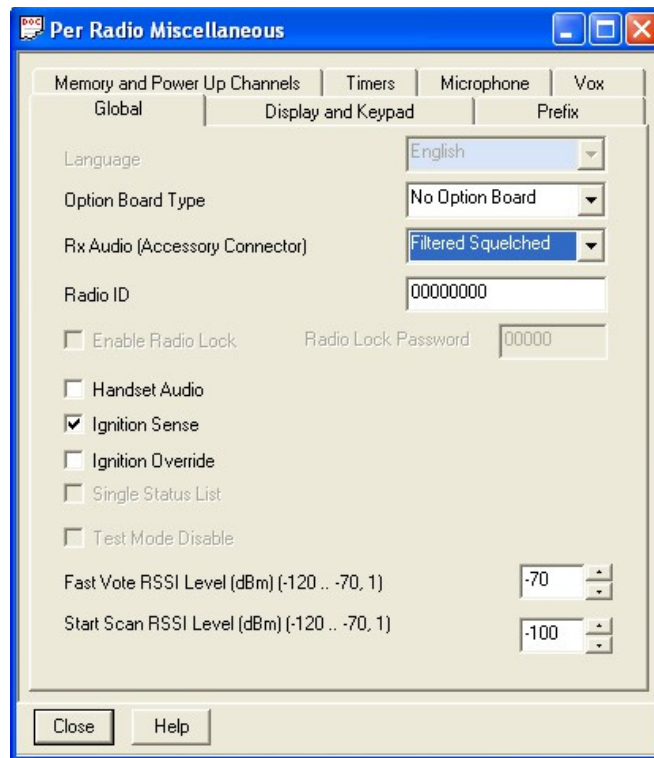 DOC
Per Radio Miscellaneous
Memory and Power Up Channels Timers Microphone Vox
Global Display and Keypad Prefix
Language English
Option Board Type No Option Board
Rx Audio (Accessory Connector) Filtered Squelched
Radio ID 00000000
Enable Radio Lock Radio Lock Password 00000
Handset Audio
Ignition Sense
Ignition Override
Single Status List
Test Mode Disable
Fast Vote RSSI Level (dBm) (-120 .. -70, 1) -70
Start Scan RSSI Level (dBm) (-120 .. -70, 1) -100
Close Help